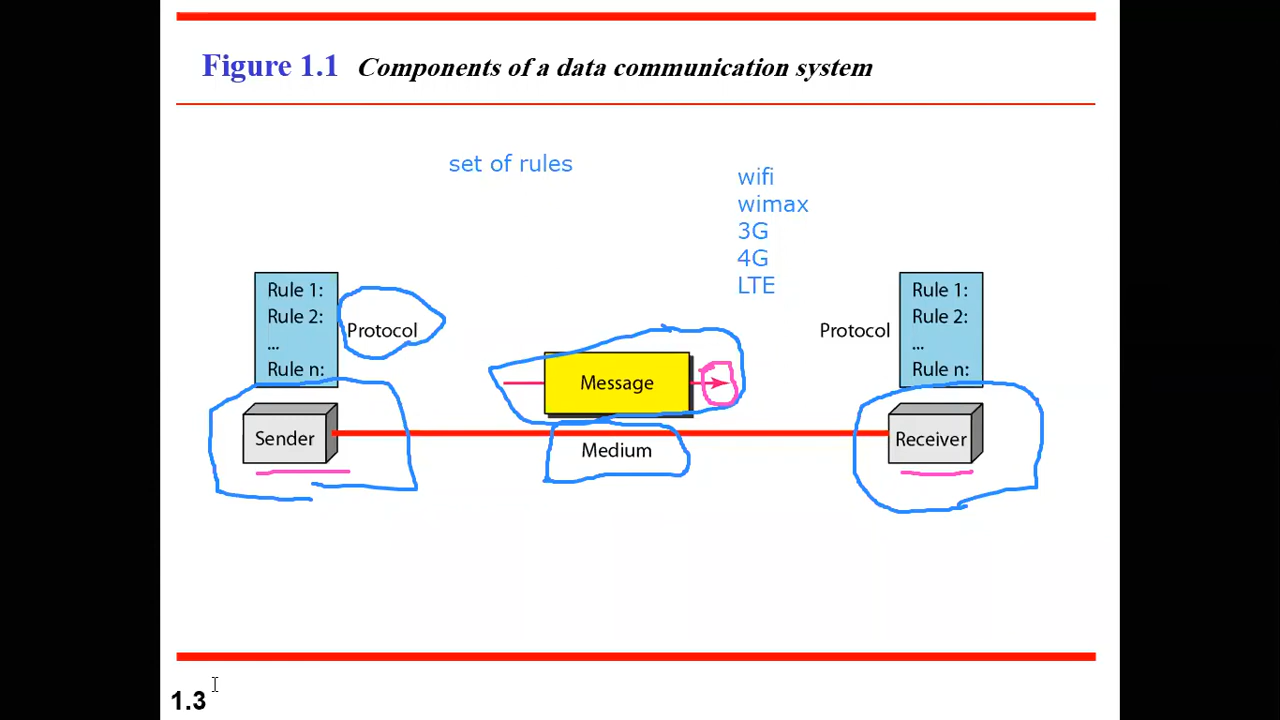 Figure 1.1 Components of a data communication system
set of rules
wifi
wimax
3G
4G
LTE
Rule 1:
Rule 2:
...
Rule n:
Protocol
Message
Protocol
Rule 1:
Rule 2:
...
Rule n:
Sender
Medium
Receiver
1.3